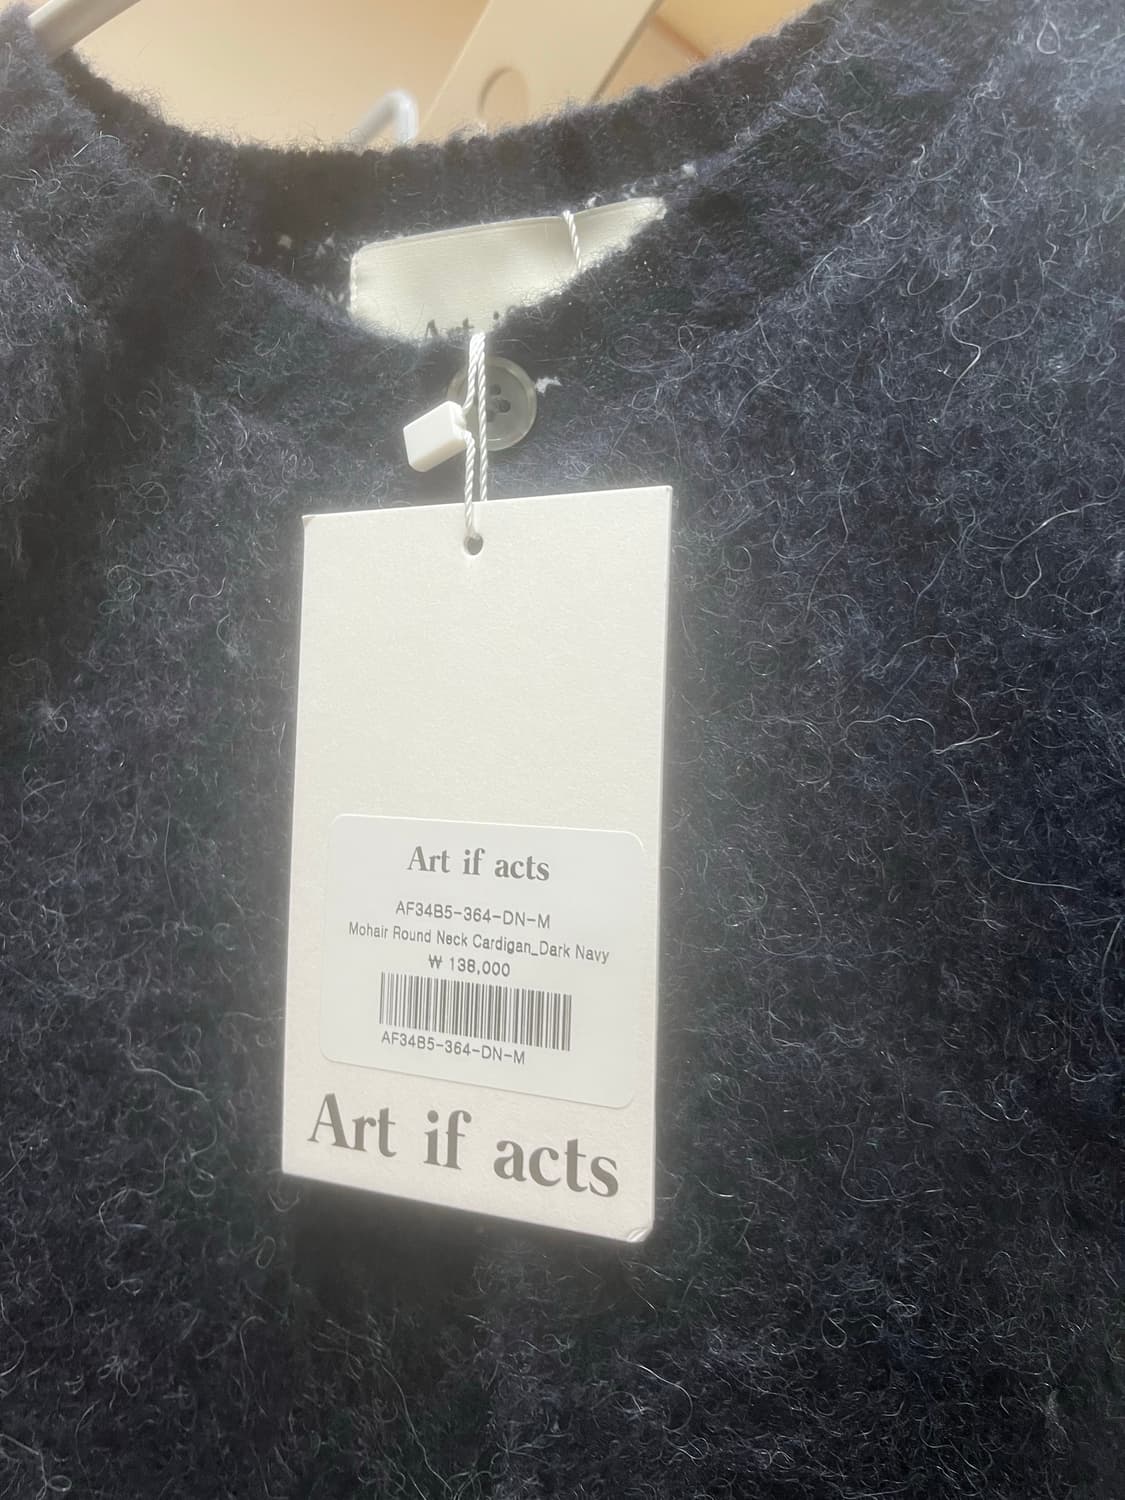 Art i
Art if acts
AF34B5-364-DN-M
Mohair Round Neck Cardigan_Dark Navy
₩ 138,000
AF34B5-364-DN-M
Art if acts